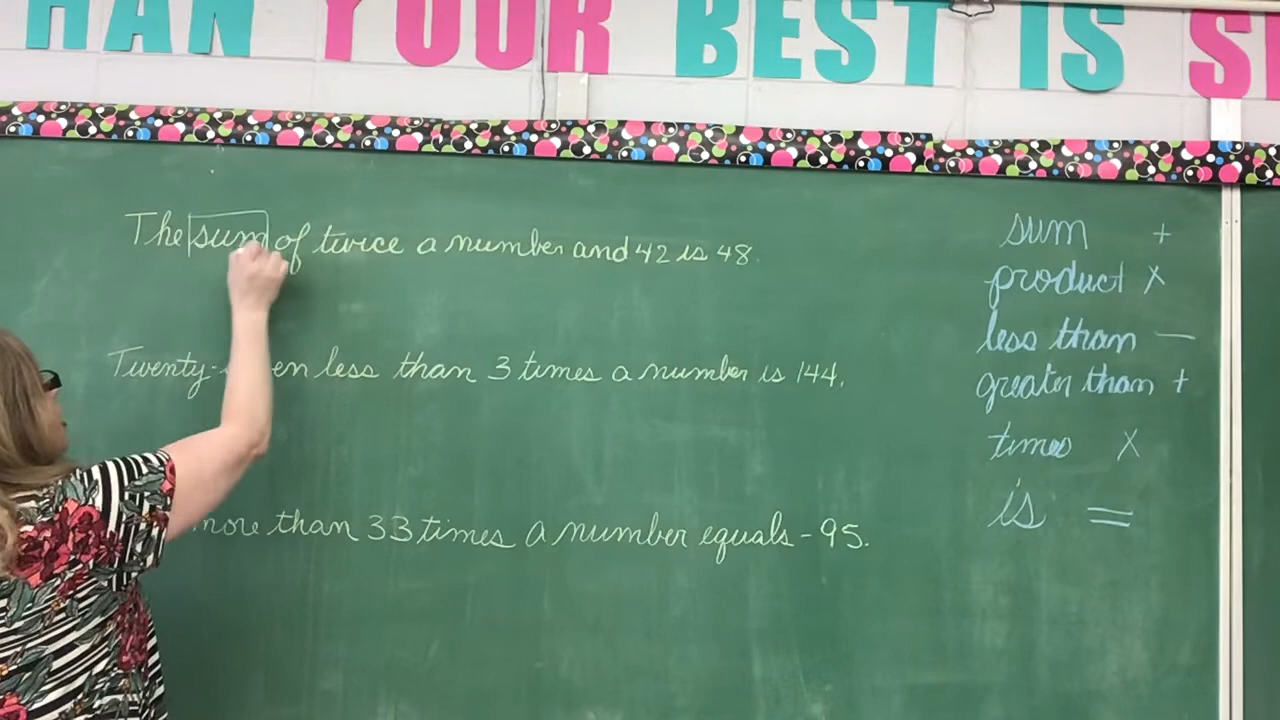 HAN YOUR BEST IS
The sum of twice a number and 42 is 48.
Twenty- less than 3 times a number is 144.
more than 33 times a number equals -95.
sum +
product ×
less than —
greater than +
times ×
is =